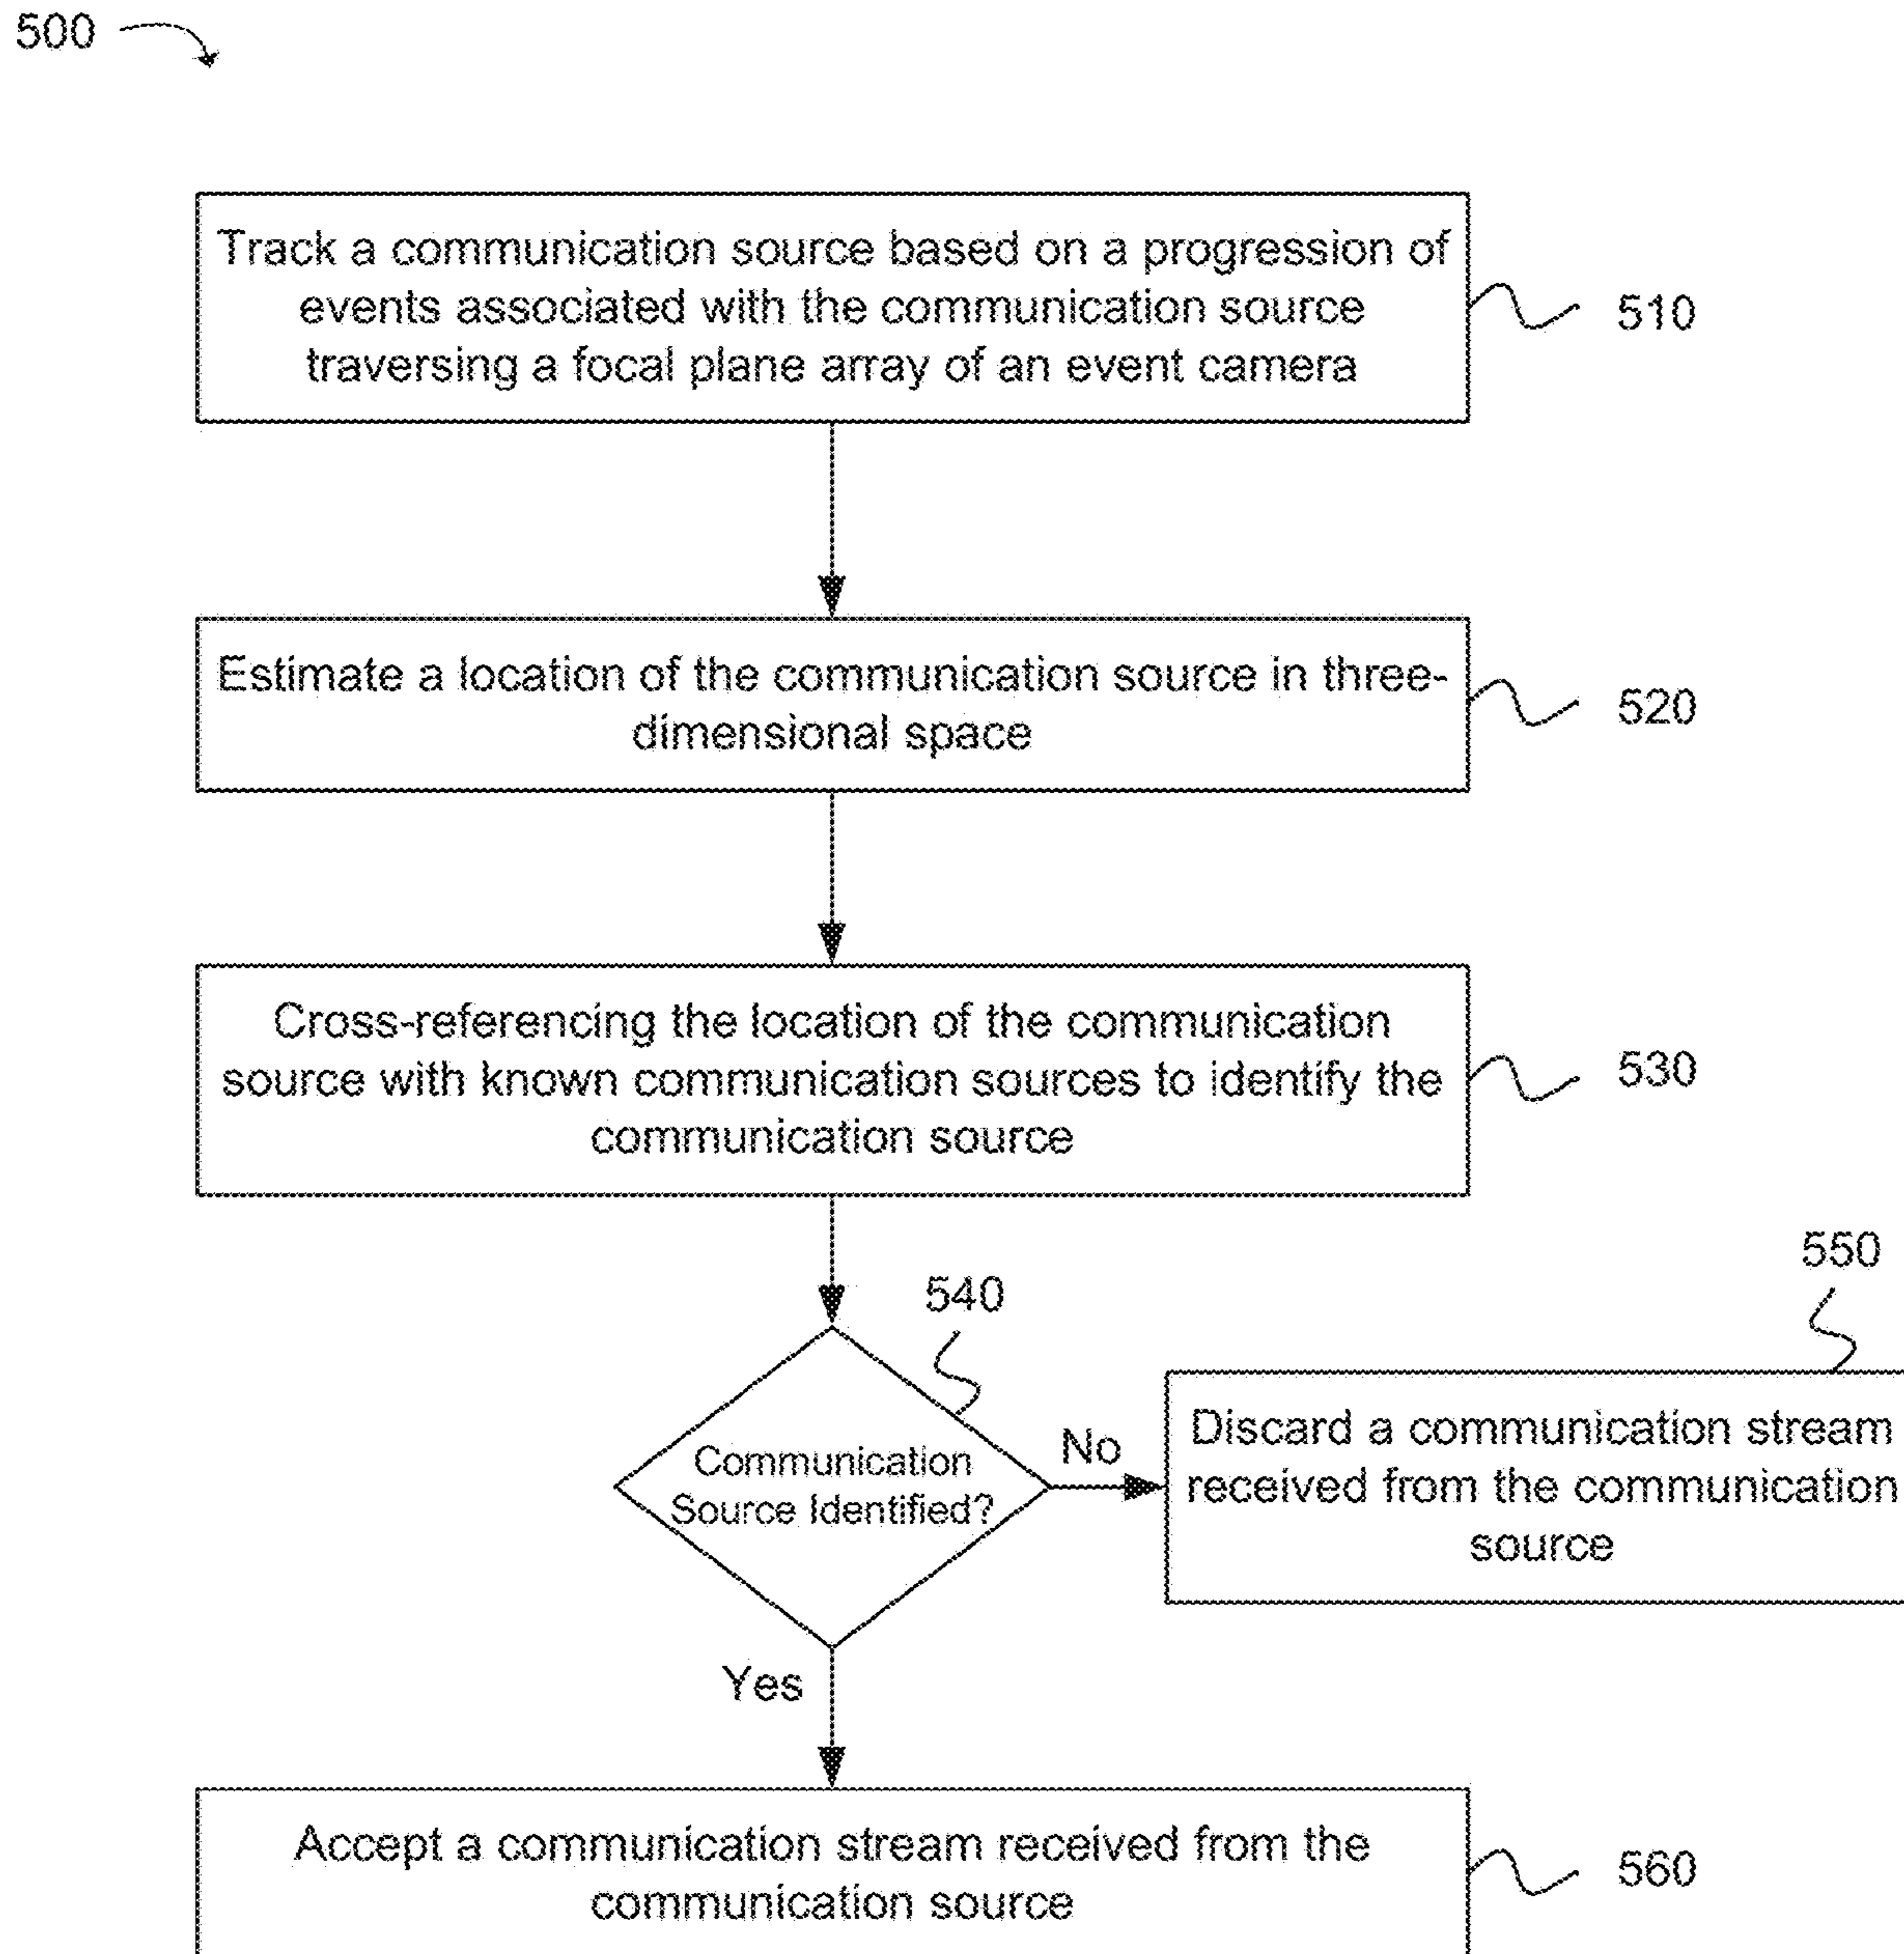 500
Track a communication source based on a progression of
events associated with the communication source
traversing a focal plane array of an event camera
510
Estimate a location of the communication source in three-
dimensional space
520
Cross-referencing the location of the communication
source with known communication sources to identify the
communication source
530
540
Communication
Source Identified?
No
550
Discard a communication stream
received from the communication
source
Yes
Accept a communication stream received from the
communication source
560